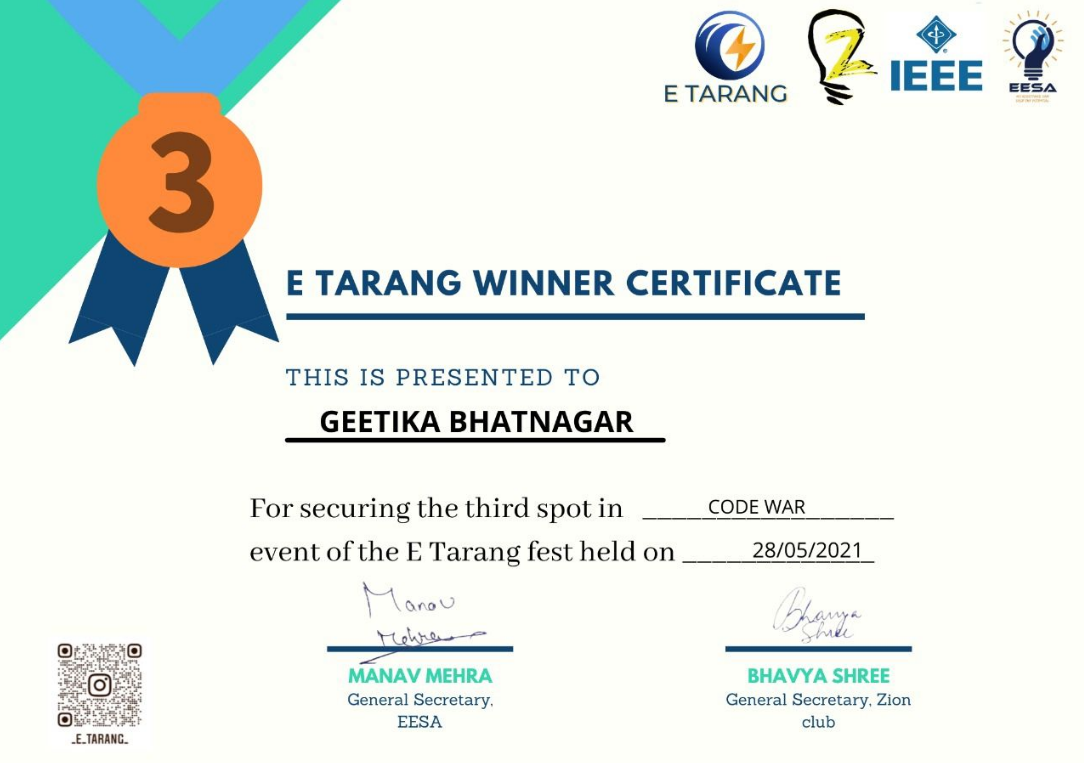 E TARANG
Z
IEEE
EESA
3
E TARANG WINNER CERTIFICATE
THIS IS PRESENTED TO
GEETIKA BHATNAGAR
For securing the third spot in CODE WAR
event of the E Tarang fest held on 28/05/2021
Manav
Mehra
Bhavya
Shree
MANAV MEHRA
BHAVYA SHREE
General Secretary,
EESA
General Secretary, Zion
club
_E_TARANG_